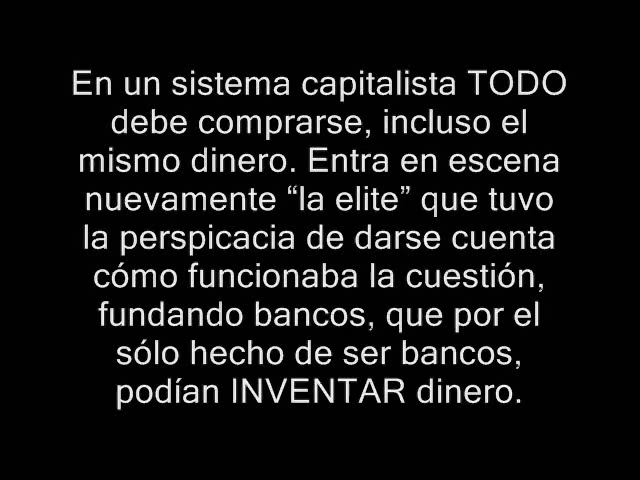 En un sistema capitalista TODO
debe comprarse, incluso el
mismo dinero. Entra en escena
nuevamente “la elite” que tuvo
la perspicacia de darse cuenta
cómo funcionaba la cuestión,
fundando bancos, que por el
sólo hecho de ser bancos,
podían INVENTAR dinero.